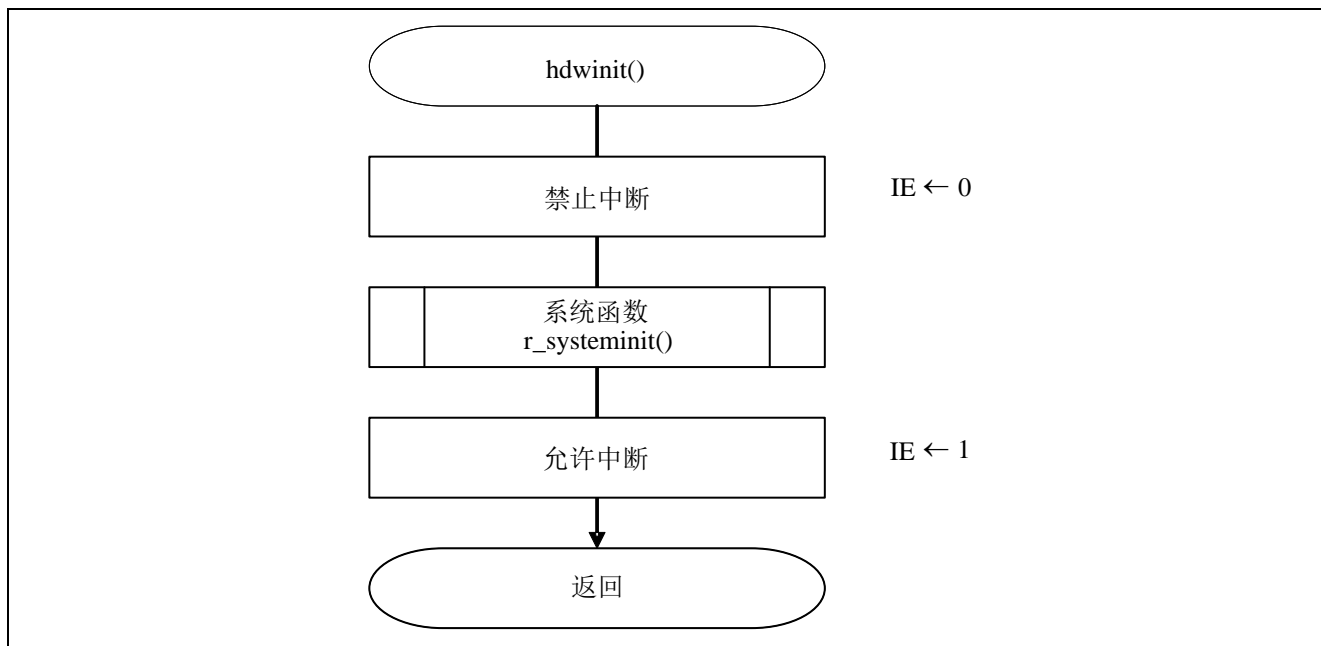 hdwinit()
禁止中断
IE ← 0
系统函数
r_systeminit()
允许中断
IE ← 1
返回